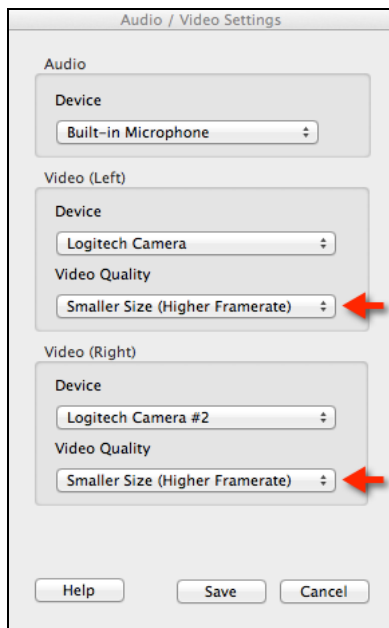 Audio / Video Settings
Audio
Device
Built-in Microphone
Video (Left)
Device
Logitech Camera
Video Quality
Smaller Size (Higher Framerate)
Video (Right)
Device
Logitech Camera #2
Video Quality
Smaller Size (Higher Framerate)
Help Save Cancel